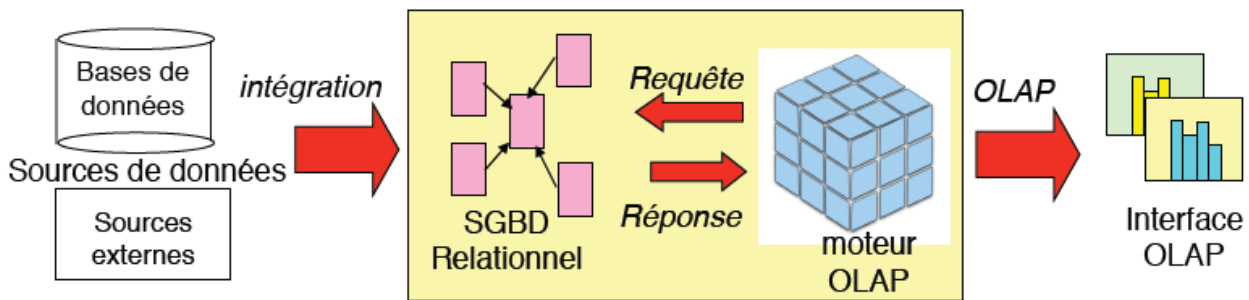 Bases de
données
Sources de données
Sources
externes
intégration
SGBD
Relationnel
Requête
Réponse
moteur
OLAP
OLAP
Interface
OLAP